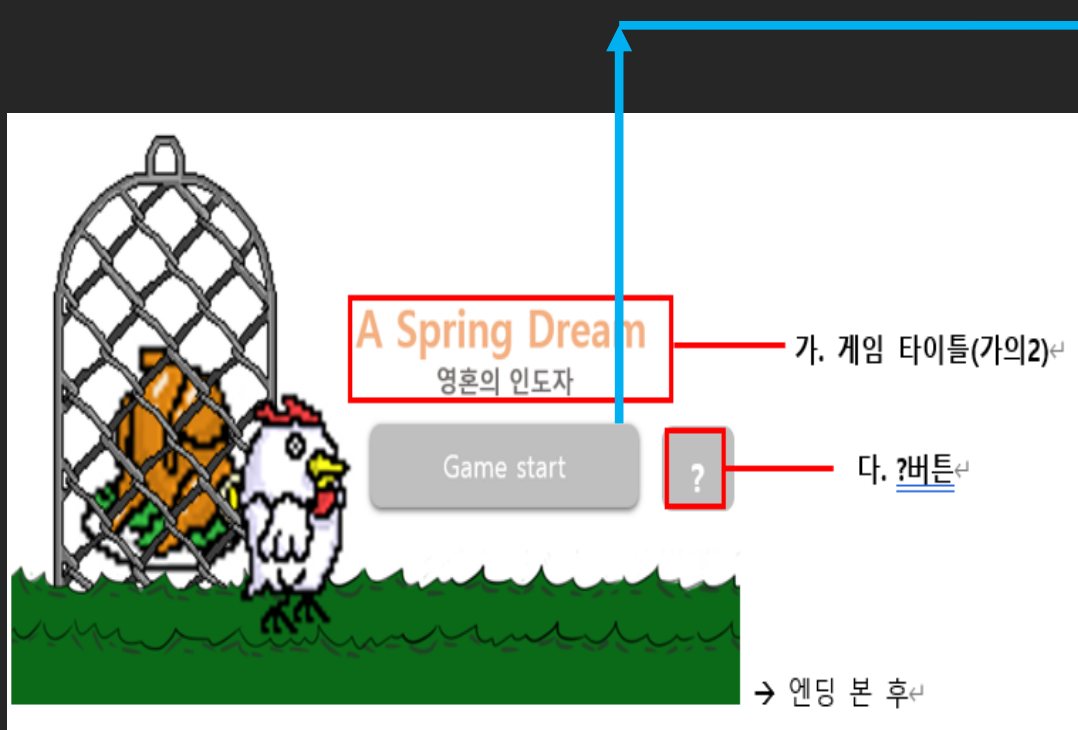 A Spring Dream
영혼의 인도자
가. 게임 타이틀(가의2)↵
Game start
?
다. ?버튼↵
→ 엔딩 본 후↵